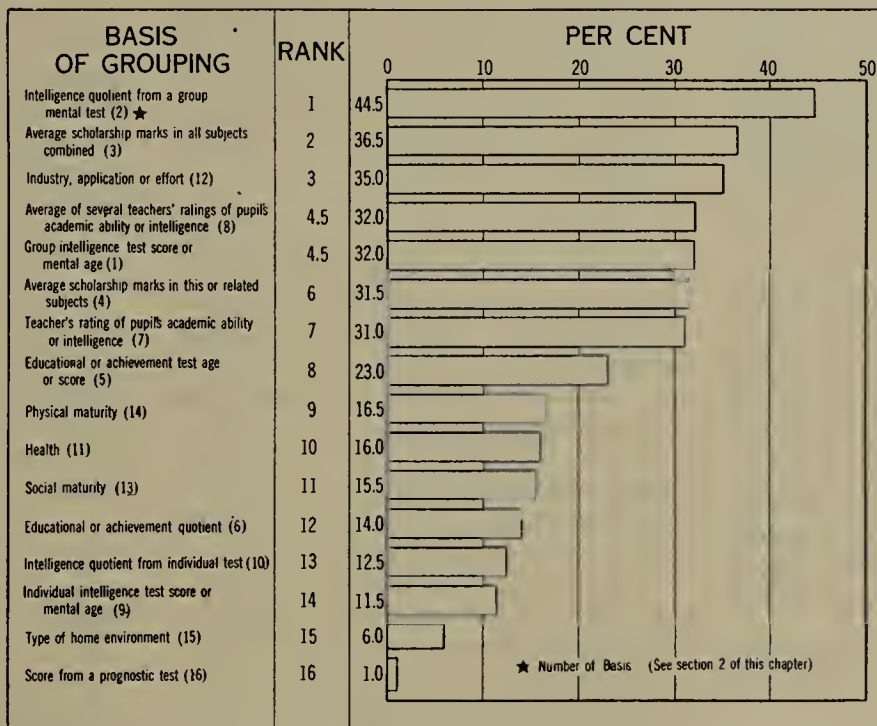 BASIS
OF GROUPING
RANK
PER CENT
0 10 20 30 40 50
Intelligence quotient from a group
mental test (2) ★ 1 44.5
Average scholarship marks in all subjects
combined (3) 2 36.5
Industry, application or effort (12) 3 35.0
Average of several teachers' ratings of pupil's
academic ability or intelligence (8) 4.5 32.0
Group intelligence test score or
mental age (1) 4.5 32.0
Average scholarship marks in this or related
subjects (4) 6 31.5
Teacher's rating of pupil's academic ability
or intelligence (7) 7 31.0
Educational or achievement test age
or score (5) 8 23.0
Physical maturity (14) 9 16.5
Health (11) 10 16.0
Social maturity (13) 11 15.5
Educational or achievement quotient (6) 12 14.0
Intelligence quotient from individual test (10) 13 12.5
Individual intelligence test score or
mental age (9) 14 11.5
Type of home environment (15) 15 6.0
Score from a prognostic test (16) 16 1.0
★ Number of Basis (See section 2 of this chapter)